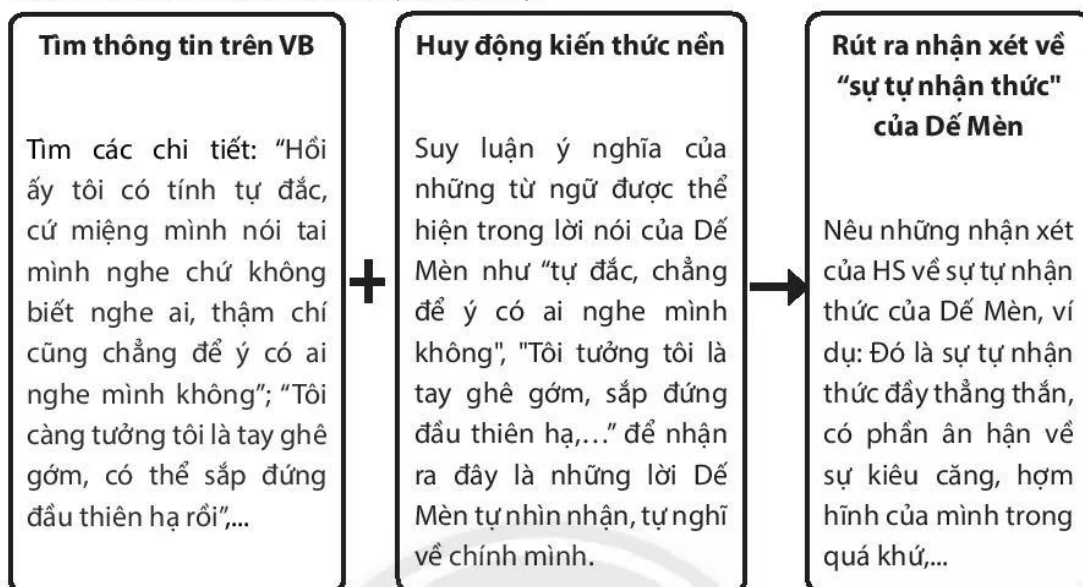 Tìm thông tin trên VB
Tìm các chi tiết: “Hồi
ấy tôi có tính tự đắc,
cứ miệng mình nói tai
mình nghe chứ không
biết nghe ai, thậm chí
cũng chẳng để ý có ai
nghe mình không”; “Tôi
càng tưởng tôi là tay ghê
gớm, có thể sắp đứng
đầu thiên hạ rồi”,...
+
Huy động kiến thức nền
Suy luận ý nghĩa của
những từ ngữ được thể
hiện trong lời nói của Dế
Mèn như “tự đắc, chẳng
để ý có ai nghe mình
không", "Tôi tưởng tôi là
tay ghê gớm, sắp đứng
đầu thiên hạ,…” để nhận
ra đây là những lời Dế
Mèn tự nhìn nhận, tự nghĩ
về chính mình.
Rút ra nhận xét về
“sự tự nhận thức"
của Dế Mèn
Nêu những nhận xét
của HS về sự tự nhận
thức của Dế Mèn, ví
dụ: Đó là sự tự nhận
thức đầy thẳng thắn,
có phần ân hận về
sự kiêu căng, hợm
hĩnh của mình trong
quá khứ,...